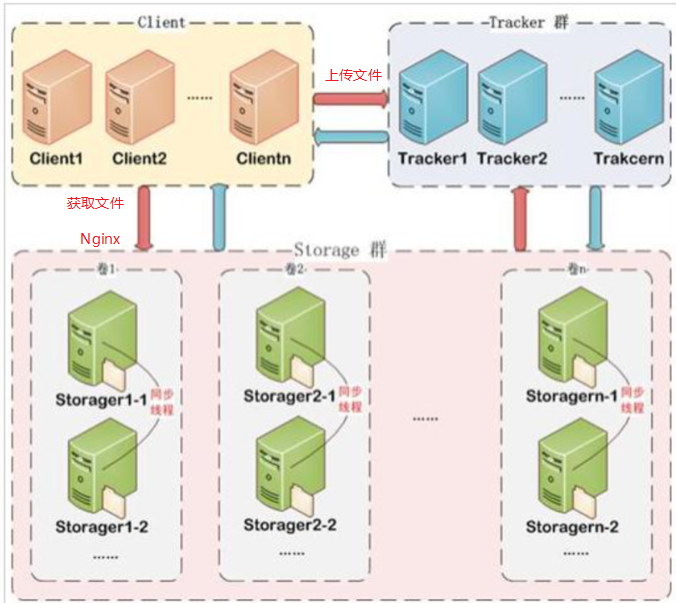 Client
Tracker 群
上传文件
……
……
Client1
Client2
Clientn
Tracker1
Tracker2
Trakcern
获取文件
Nginx
Storage 群
卷1
卷2
卷n
同步
线程
同步
线程
同步
线程
Storager1-1
Storager2-1
Storagern-1
……
Storager1-2
Storager2-2
Storagern-2
……
……
……